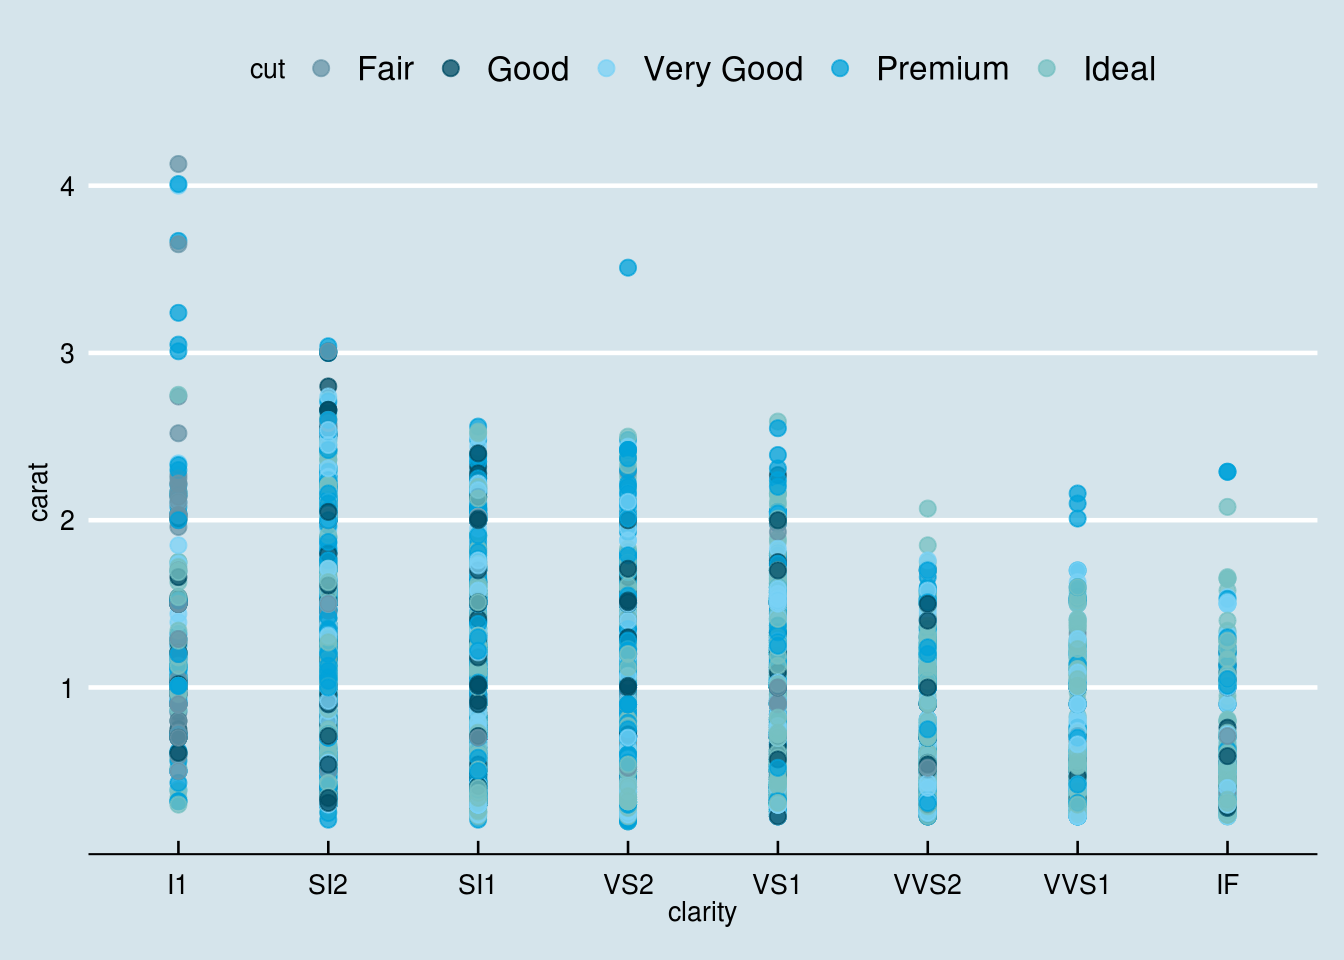 cut Fair Good Very Good Premium Ideal
4
3
2
1
carat
I1 SI2 SI1 VS2 VS1 VVS2 VVS1 IF
clarity